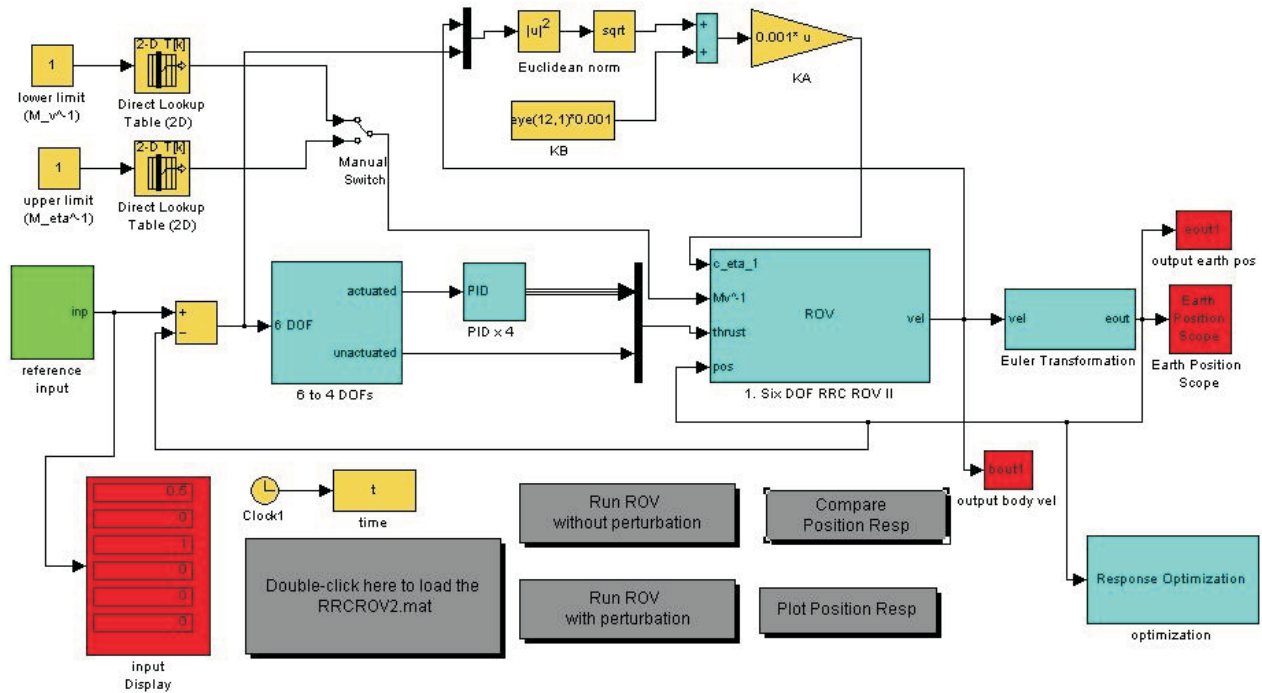 |u|²
sqrt
+
+
0.001* u
Euclidean norm
KA
1
2-D T[k]
lower limit
(M_v^-1)
Direct Lookup
Table (2D)
eye(12,1)*0.001
KB
1
2-D T[k]
upper limit
(M_eta^-1)
Direct Lookup
Table (2D)
Manual
Switch
inp
reference
input
+
−
6 DOF
actuated
unactuated
6 to 4 DOFs
PID
PID x 4
c_eta_1
Mv^-1
thrust
pos
ROV
vel
1. Six DOF RRC ROV II
vel
eout
Euler Transformation
eout1
output earth pos
Earth
Position
Scope
Earth Position
Scope
bout1
output body vel
0.5
0
1
0
0
0
input
Display
Clock1
t
time
Run ROV
without perturbation
Compare
Position Resp
Double-click here to load the
RRCROV2.mat
Run ROV
with perturbation
Plot Position Resp
Response Optimization
optimization